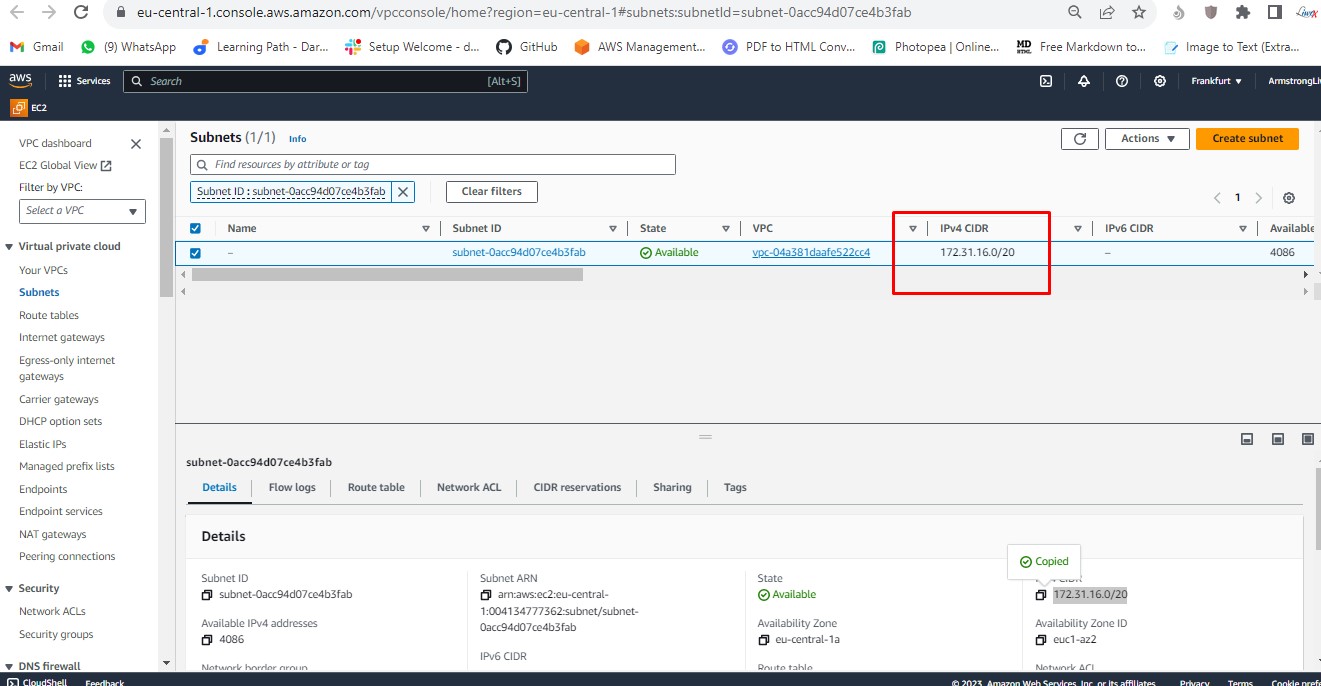 eu-central-1.console.aws.amazon.com/vpcconsole/home?region=eu-central-1#subnets:subnetId=subnet-0acc94d07ce4b3fab
Gmail (9) WhatsApp Learning Path - Dar... Setup Welcome - d... GitHub AWS Management... PDF to HTML Conv... Photopea | Online... Free Markdown to... Image to Text (Extra...
aws Services Search [Alt+S] Frankfurt ArmstrongLi
EC2
VPC dashboard
EC2 Global View
Filter by VPC:
Select a VPC
Virtual private cloud
Your VPCs
Subnets
Route tables
Internet gateways
Egress-only internet
gateways
Carrier gateways
DHCP option sets
Elastic IPs
Managed prefix lists
Endpoints
Endpoint services
NAT gateways
Peering connections
Security
Network ACLs
Security groups
DNS firewall
Subnets (1/1) Info
Actions
Create subnet
Find resources by attribute or tag
Subnet ID : subnet-0acc94d07ce4b3fab
Clear filters
1
Name Subnet ID State VPC IPv4 CIDR IPv6 CIDR Available
– subnet-0acc94d07ce4b3fab Available vpc-04a381daafe522cc4 172.31.16.0/20 – 4086
subnet-0acc94d07ce4b3fab
Details Flow logs Route table Network ACL CIDR reservations Sharing Tags
Details
Copied
Subnet ID
subnet-0acc94d07ce4b3fab
Available IPv4 addresses
4086
Network border group
Subnet ARN
arn:aws:ec2:eu-central-
1:004134777362:subnet/subnet-
0acc94d07ce4b3fab
IPv6 CIDR
State
Available
Availability Zone
eu-central-1a
Route table
CIDR
172.31.16.0/20
Availability Zone ID
euc1-az2
Network ACL
CloudShell Feedback © 2023, Amazon Web Services, Inc. or its affiliates. Privacy Terms Cookie prefe